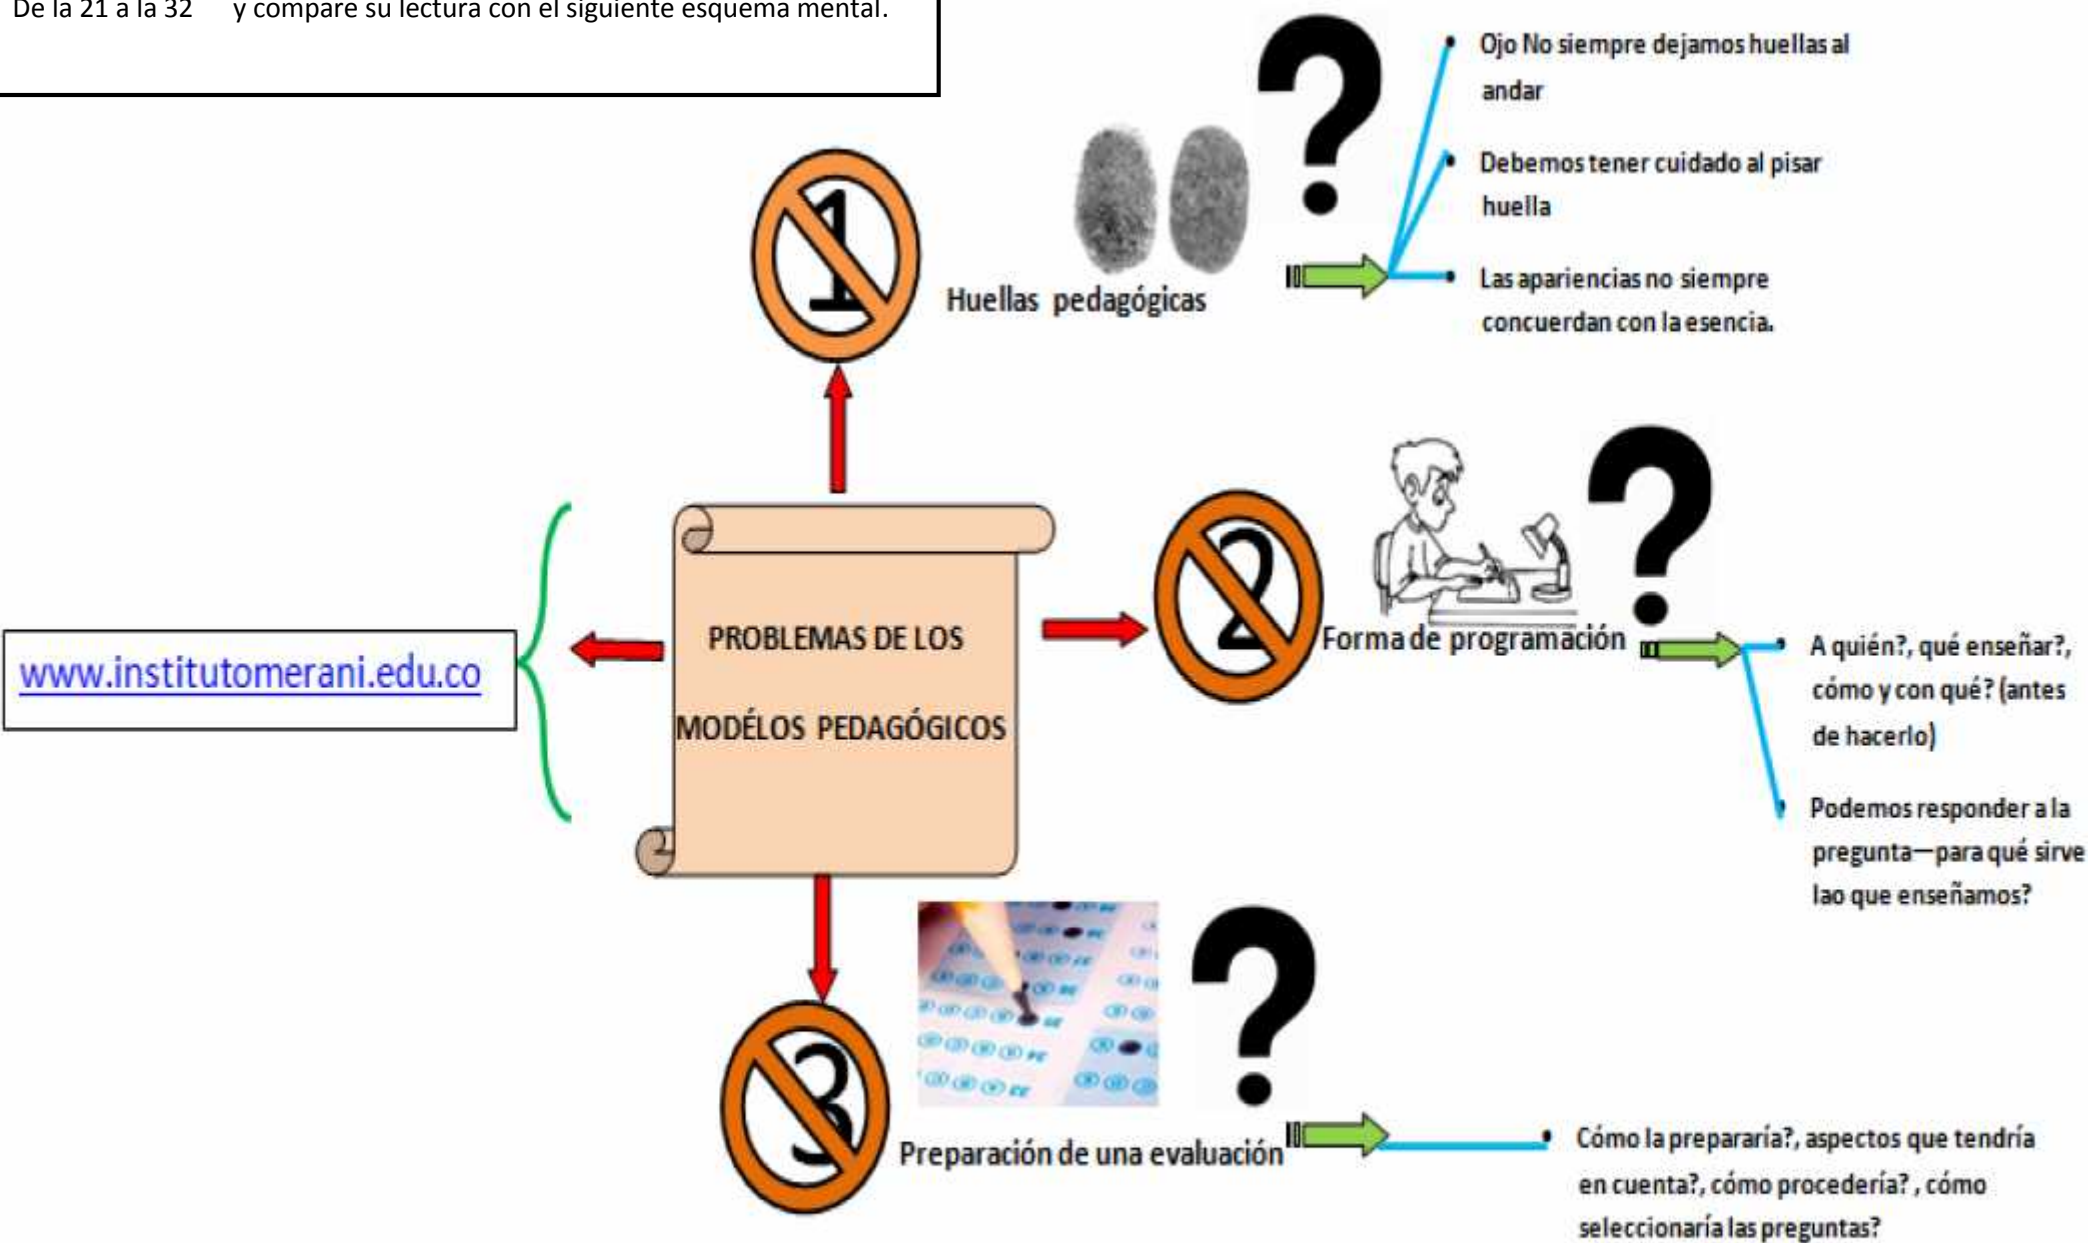 De la 21 a la 32 y compare su lectura con el siguiente esquema mental.
Ojo No siempre dejamos huellas al
andar
Debemos tener cuidado al pisar
huella
Las apariencias no siempre
concuerdan con la esencia.
1
Huellas pedagógicas
?
2
Forma de programación
?
A quién?, qué enseñar?,
cómo y con qué? (antes
de hacerlo)
Podemos responder a la
pregunta—para qué sirve
lao que enseñamos?
www.institutomerani.edu.co
PROBLEMAS DE LOS
MODÉLOS PEDAGÓGICOS
3
Preparación de una evaluación
?
Cómo la prepararía?, aspectos que tendría
en cuenta?, cómo procedería? , cómo
seleccionaría las preguntas?